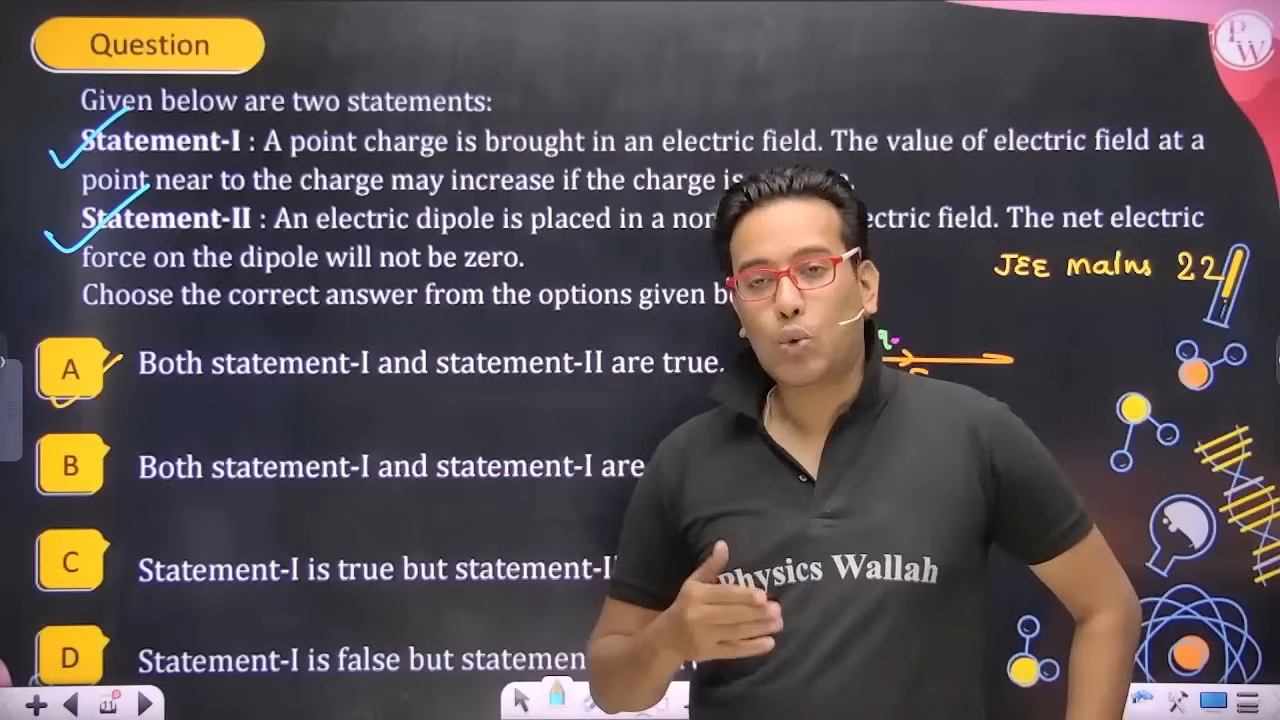 Question
Given below are two statements:
Statement-I : A point charge is brought in an electric field. The value of electric field at a
point near to the charge may increase if the charge is
Statement-II : An electric dipole is placed in a ectric field. The net electric
force on the dipole will not be zero.
Choose the correct answer from the options given
JEE mains 22
A Both statement-I and statement-II are true.
B Both statement-I and statement-I are
C Statement-I is true but statement-I
D Statement-I is false but statemen
Physics Wallah
PW
11